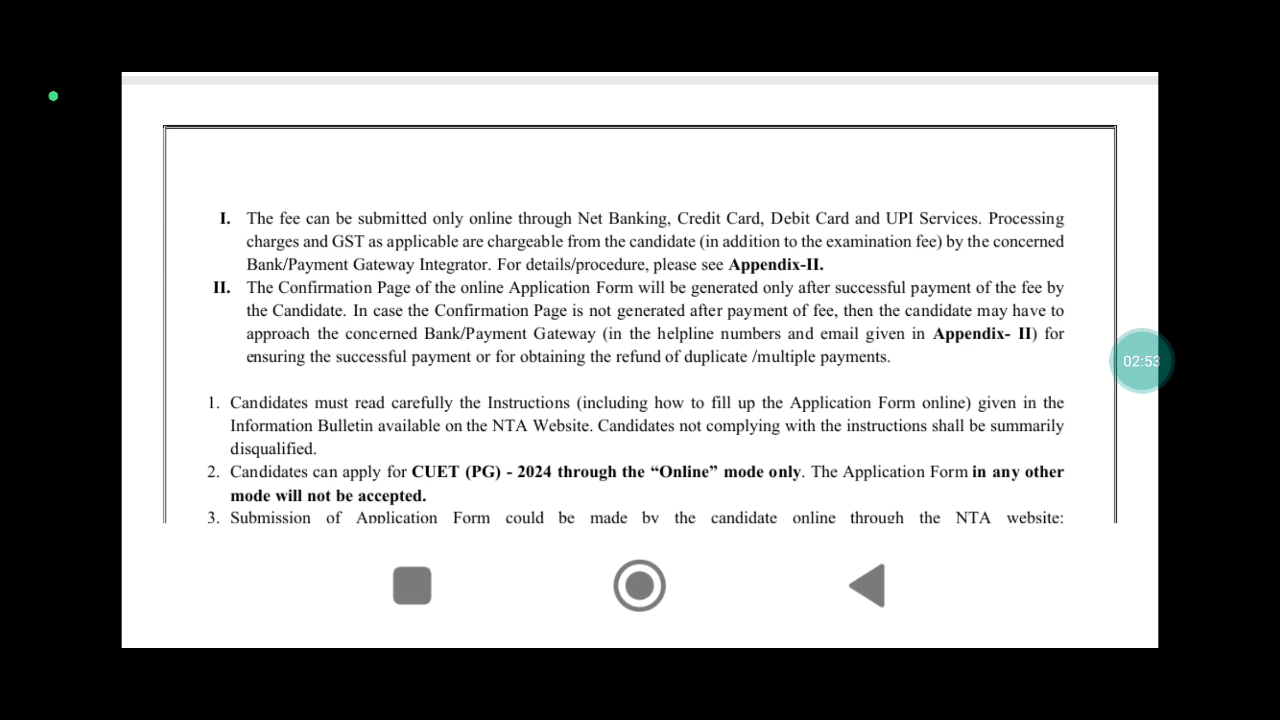 I. The fee can be submitted only online through Net Banking, Credit Card, Debit Card and UPI Services. Processing
charges and GST as applicable are chargeable from the candidate (in addition to the examination fee) by the concerned
Bank/Payment Gateway Integrator. For details/procedure, please see Appendix-II.
II. The Confirmation Page of the online Application Form will be generated only after successful payment of the fee by
the Candidate. In case the Confirmation Page is not generated after payment of fee, then the candidate may have to
approach the concerned Bank/Payment Gateway (in the helpline numbers and email given in Appendix- II) for
ensuring the successful payment or for obtaining the refund of duplicate /multiple payments.
02:53
1. Candidates must read carefully the Instructions (including how to fill up the Application Form online) given in the
Information Bulletin available on the NTA Website. Candidates not complying with the instructions shall be summarily
disqualified.
2. Candidates can apply for CUET (PG) - 2024 through the “Online” mode only. The Application Form in any other
mode will not be accepted.
3. Submission of Application Form could be made by the candidate online through the NTA website: